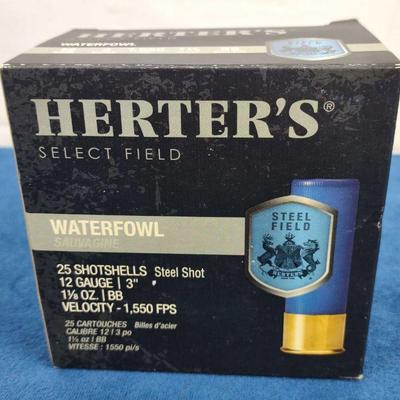 WATERFOWL
HERTER'S®
SELECT FIELD
WATERFOWL
SAUVAGINE
25 SHOTSHELLS Steel Shot
12 GAUGE | 3"
1⅛ OZ. | BB
VELOCITY - 1,550 FPS
25 CARTOUCHES Billes d'acier
CALIBRE 12 | 3 po
1⅛ oz | BB
VITESSE : 1550 pi/s
STEEL
FIELD
HERTER'S